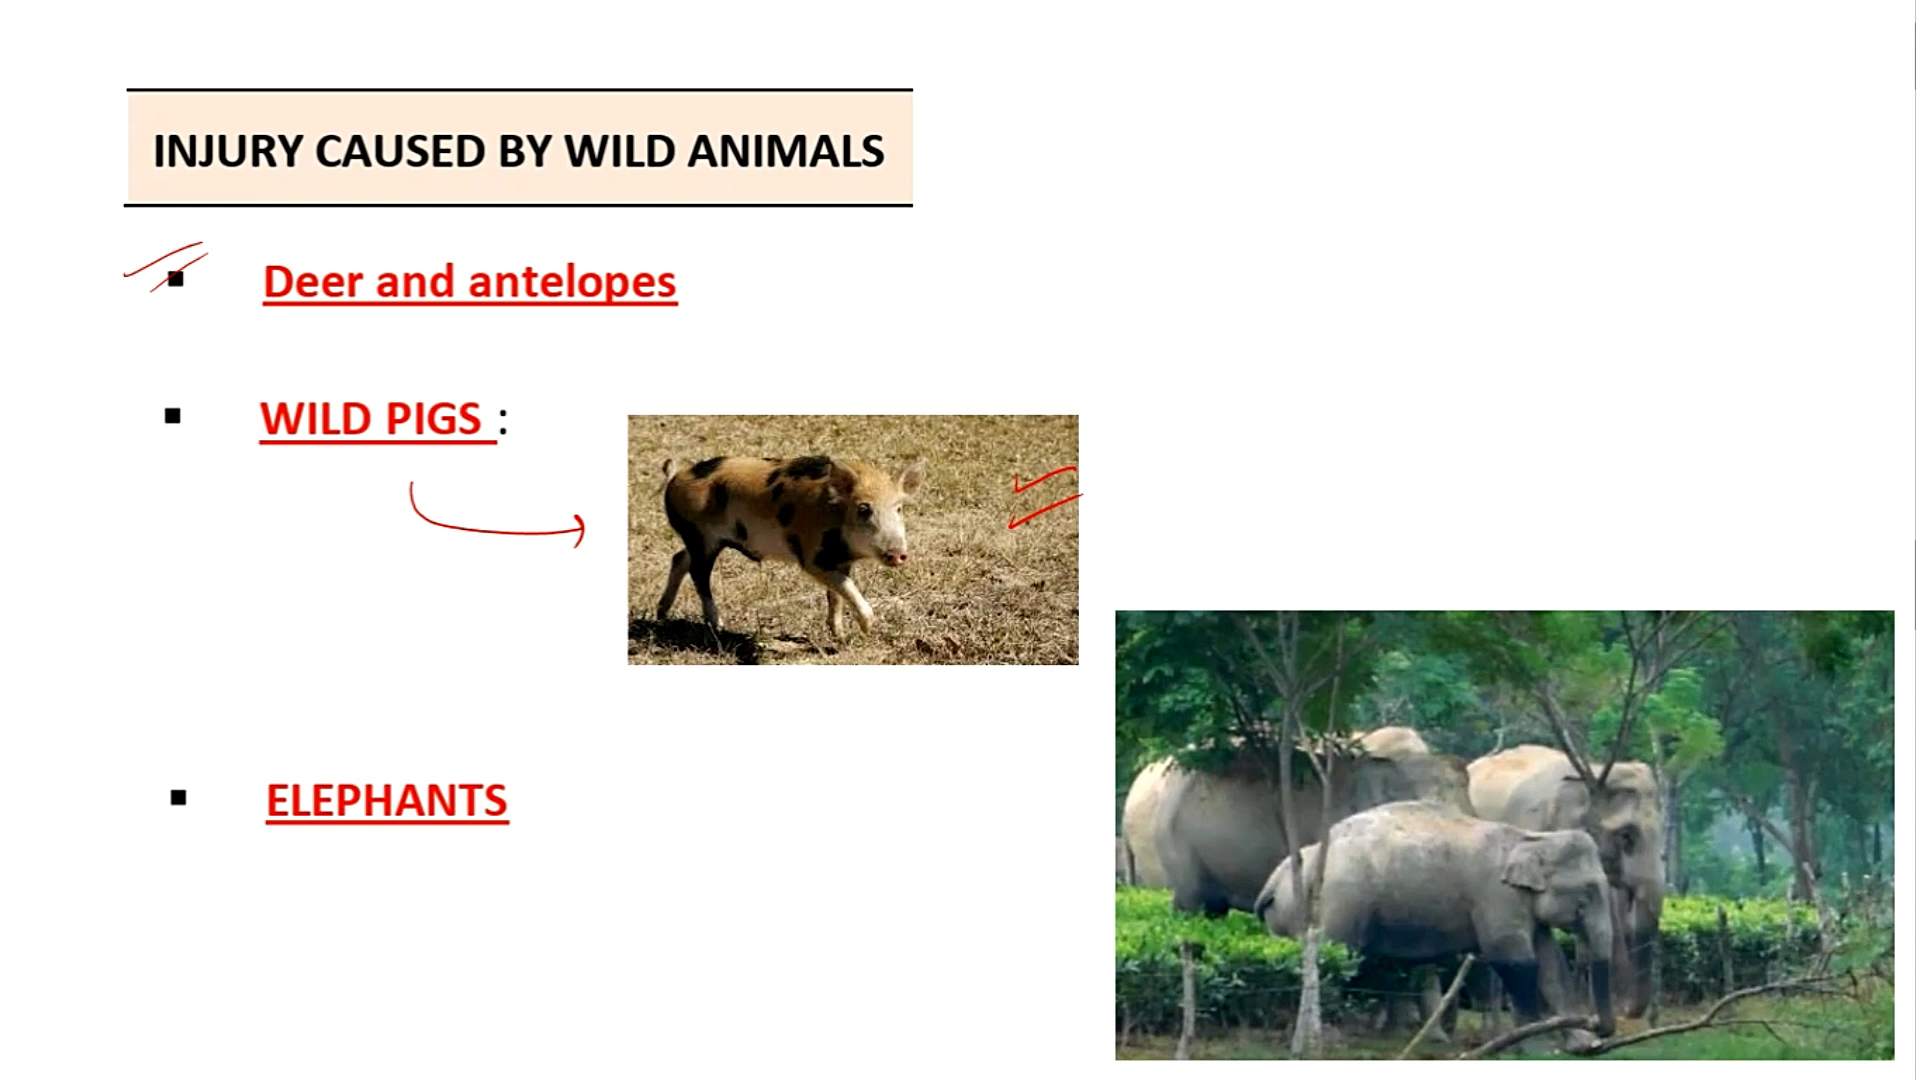 INJURY CAUSED BY WILD ANIMALS
▪ Deer and antelopes
▪ WILD PIGS :
▪ ELEPHANTS